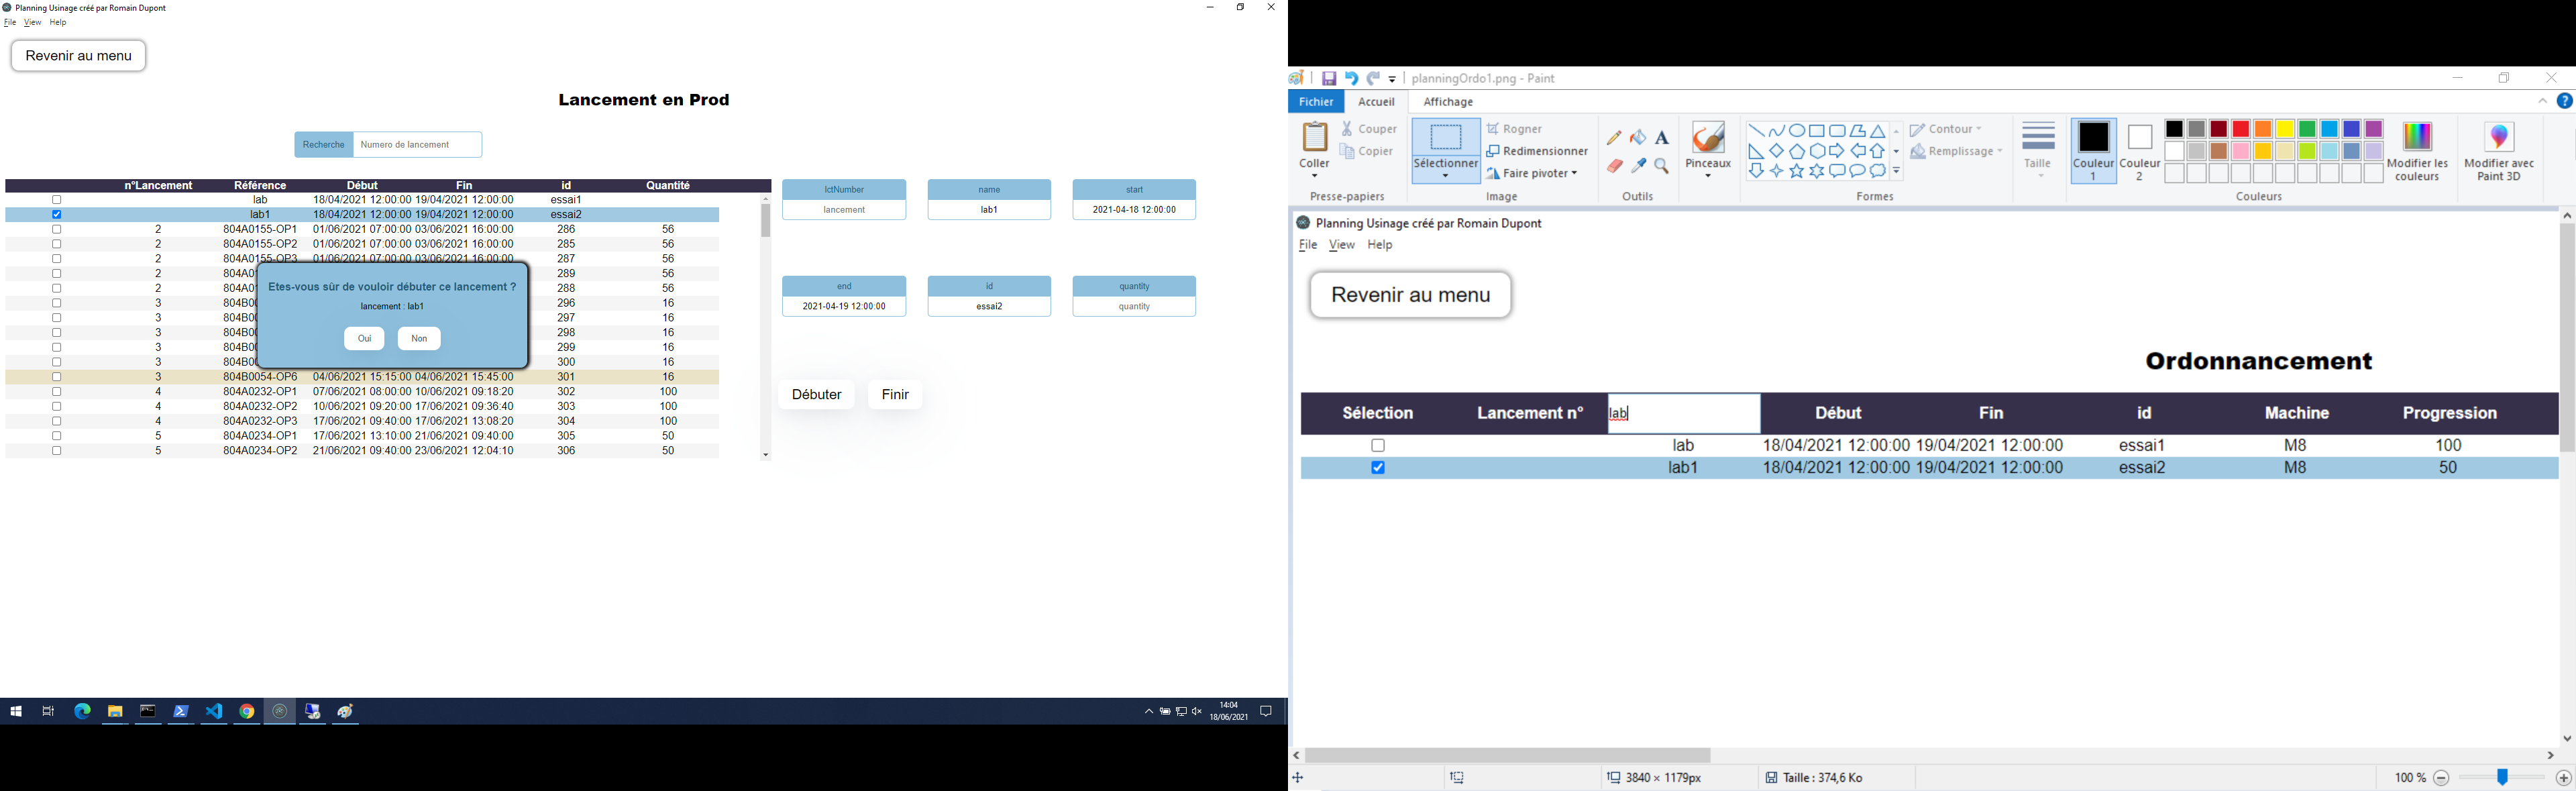 Planning Usinage créé par Romain Dupont
File View Help
Revenir au menu
Lancement en Prod
Recherche Numero de lancement
n°Lancement Référence Début Fin id Quantité
lab 18/04/2021 12:00:00 19/04/2021 12:00:00 essai1
lab1 18/04/2021 12:00:00 19/04/2021 12:00:00 essai2
2 804A0155-OP1 01/06/2021 07:00:00 03/06/2021 16:00:00 286 56
2 804A0155-OP2 01/06/2021 07:00:00 03/06/2021 16:00:00 285 56
2 804A0155-OP3 01/06/2021 07:00:00 03/06/2021 16:00:00 287 56
2 804A0 289 56
2 804A0 288 56
3 804B0 296 16
3 804B0 297 16
3 804B0 298 16
3 804B0 299 16
3 804B0 300 16
3 804B0054-OP6 04/06/2021 15:15:00 04/06/2021 15:45:00 301 16
4 804A0232-OP1 07/06/2021 08:00:00 10/06/2021 09:18:20 302 100
4 804A0232-OP2 10/06/2021 09:20:00 17/06/2021 09:36:40 303 100
4 804A0232-OP3 17/06/2021 09:40:00 17/06/2021 13:08:20 304 100
5 804A0234-OP1 17/06/2021 13:10:00 21/06/2021 09:40:00 305 50
5 804A0234-OP2 21/06/2021 09:40:00 23/06/2021 12:04:10 306 50
Etes-vous sûr de vouloir débuter ce lancement ?
lancement : lab1
Oui Non
lctNumber name start
lancement lab1 2021-04-18 12:00:00
end id quantity
2021-04-19 12:00:00 essai2 quantity
Débuter Finir
14:04
18/06/2021
planningOrdo1.png - Paint
Fichier Accueil Affichage
Coller
Couper
Copier
Presse-papiers
Sélectionner
Rogner
Redimensionner
Faire pivoter
Image
A
Outils
Pinceaux
Contour
Remplissage
Formes
Taille
Couleur 1
Couleur 2
Modifier les couleurs
Couleurs
Modifier avec Paint 3D
Planning Usinage créé par Romain Dupont
File View Help
Revenir au menu
Ordonnancement
Sélection Lancement n° lab Début Fin id Machine Progression
lab 18/04/2021 12:00:00 19/04/2021 12:00:00 essai1 M8 100
lab1 18/04/2021 12:00:00 19/04/2021 12:00:00 essai2 M8 50
3840 × 1179px Taille : 374,6 Ko 100 %